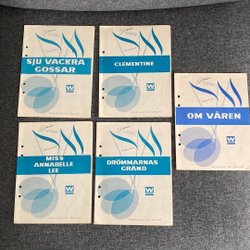 SJU VACKRA
GOSSAR
CLEMENTINE
OM VÅREN
MISS
ANNABELLE
LEE
DRÖMMARNAS
GRÄND